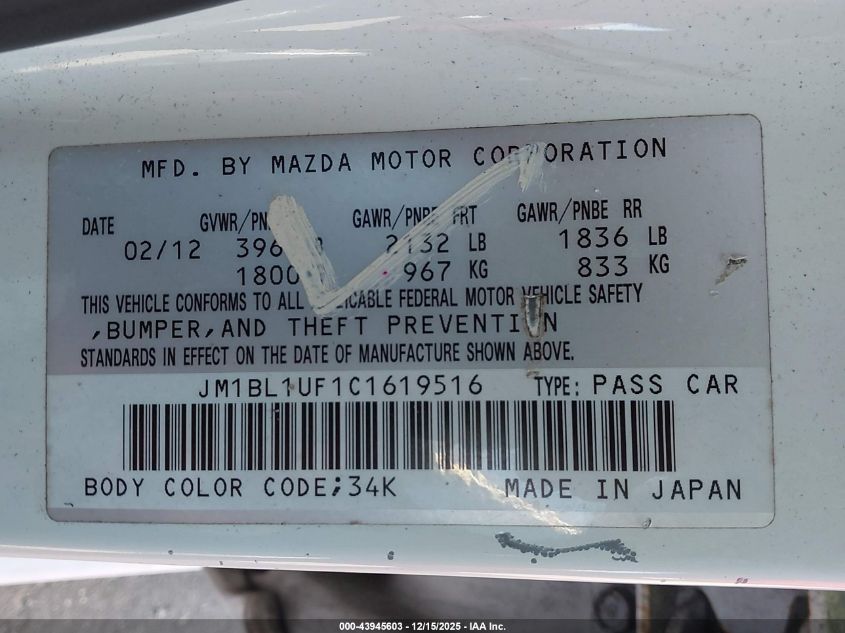 MFD. BY MAZDA MOTOR CORPORATION
DATE GVWR/PN GAWR/PNBE FRT GAWR/PNBE RR
02/12 396 2132 LB 1836 LB
1800 967 KG 833 KG
THIS VEHICLE CONFORMS TO ALL APPLICABLE FEDERAL MOTOR VEHICLE SAFETY
,BUMPER,AND THEFT PREVENTION
STANDARDS IN EFFECT ON THE DATE OF MANUFACTURE SHOWN ABOVE.
JM1BL1UF1C1619516 TYPE: PASS CAR
BODY COLOR CODE;34K MADE IN JAPAN
000-43945603 - 12/15/2025 - IAA Inc.